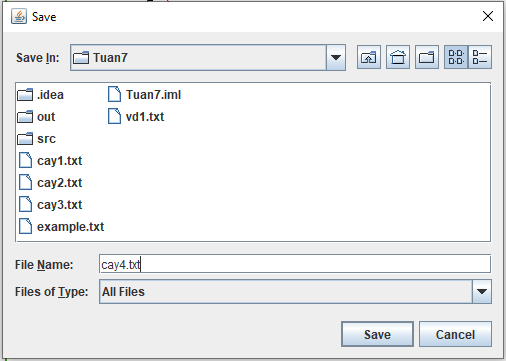 Save
Save In: Tuan7
.idea
out
src
cay1.txt
cay2.txt
cay3.txt
example.txt
Tuan7.iml
vd1.txt
File Name: cay4.txt
Files of Type: All Files
Save Cancel